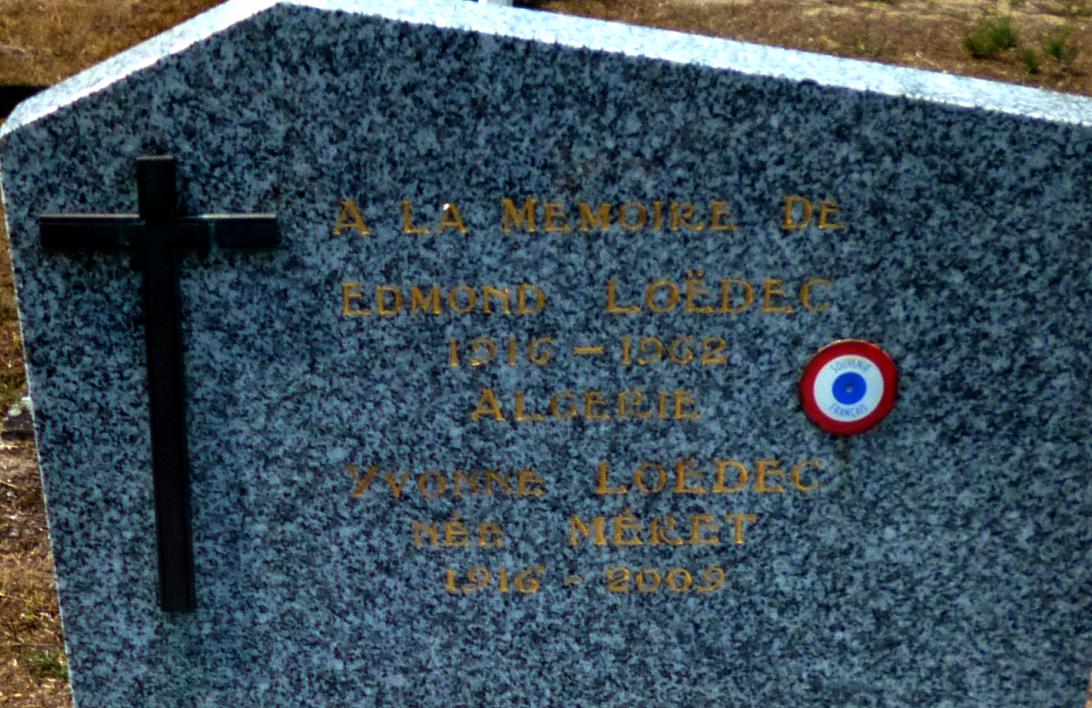 A LA MEMOIRE DE
EDMOND LOËDEC
1916 - 1962
ALGERIE
YVONNE LOËDEC
NÉE MÉRET
1916 - 2009
SOUVENIR
FRANÇAIS